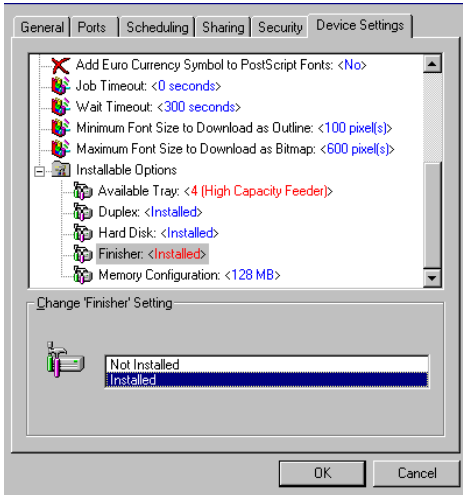 General Ports Scheduling Sharing Security Device Settings
Add Euro Currency Symbol to PostScript Fonts: <No>
Job Timeout: <0 seconds>
Wait Timeout: <300 seconds>
Minimum Font Size to Download as Outline: <100 pixel(s)>
Maximum Font Size to Download as Bitmap: <600 pixel(s)>
Installable Options
Available Tray: <4 (High Capacity Feeder)>
Duplex: <Installed>
Hard Disk: <Installed>
Finisher: <Installed>
Memory Configuration: <128 MB>
Change 'Finisher' Setting
Not Installed
Installed
OK Cancel